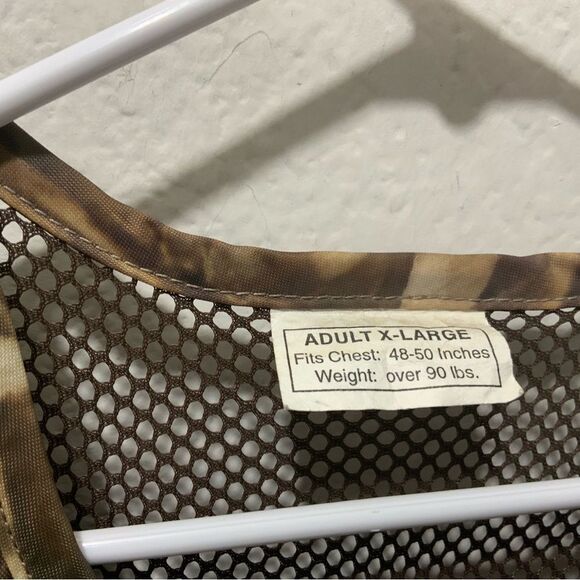 ADULT X-LARGE
Fits Chest: 48-50 Inches
Weight: over 90 lbs.